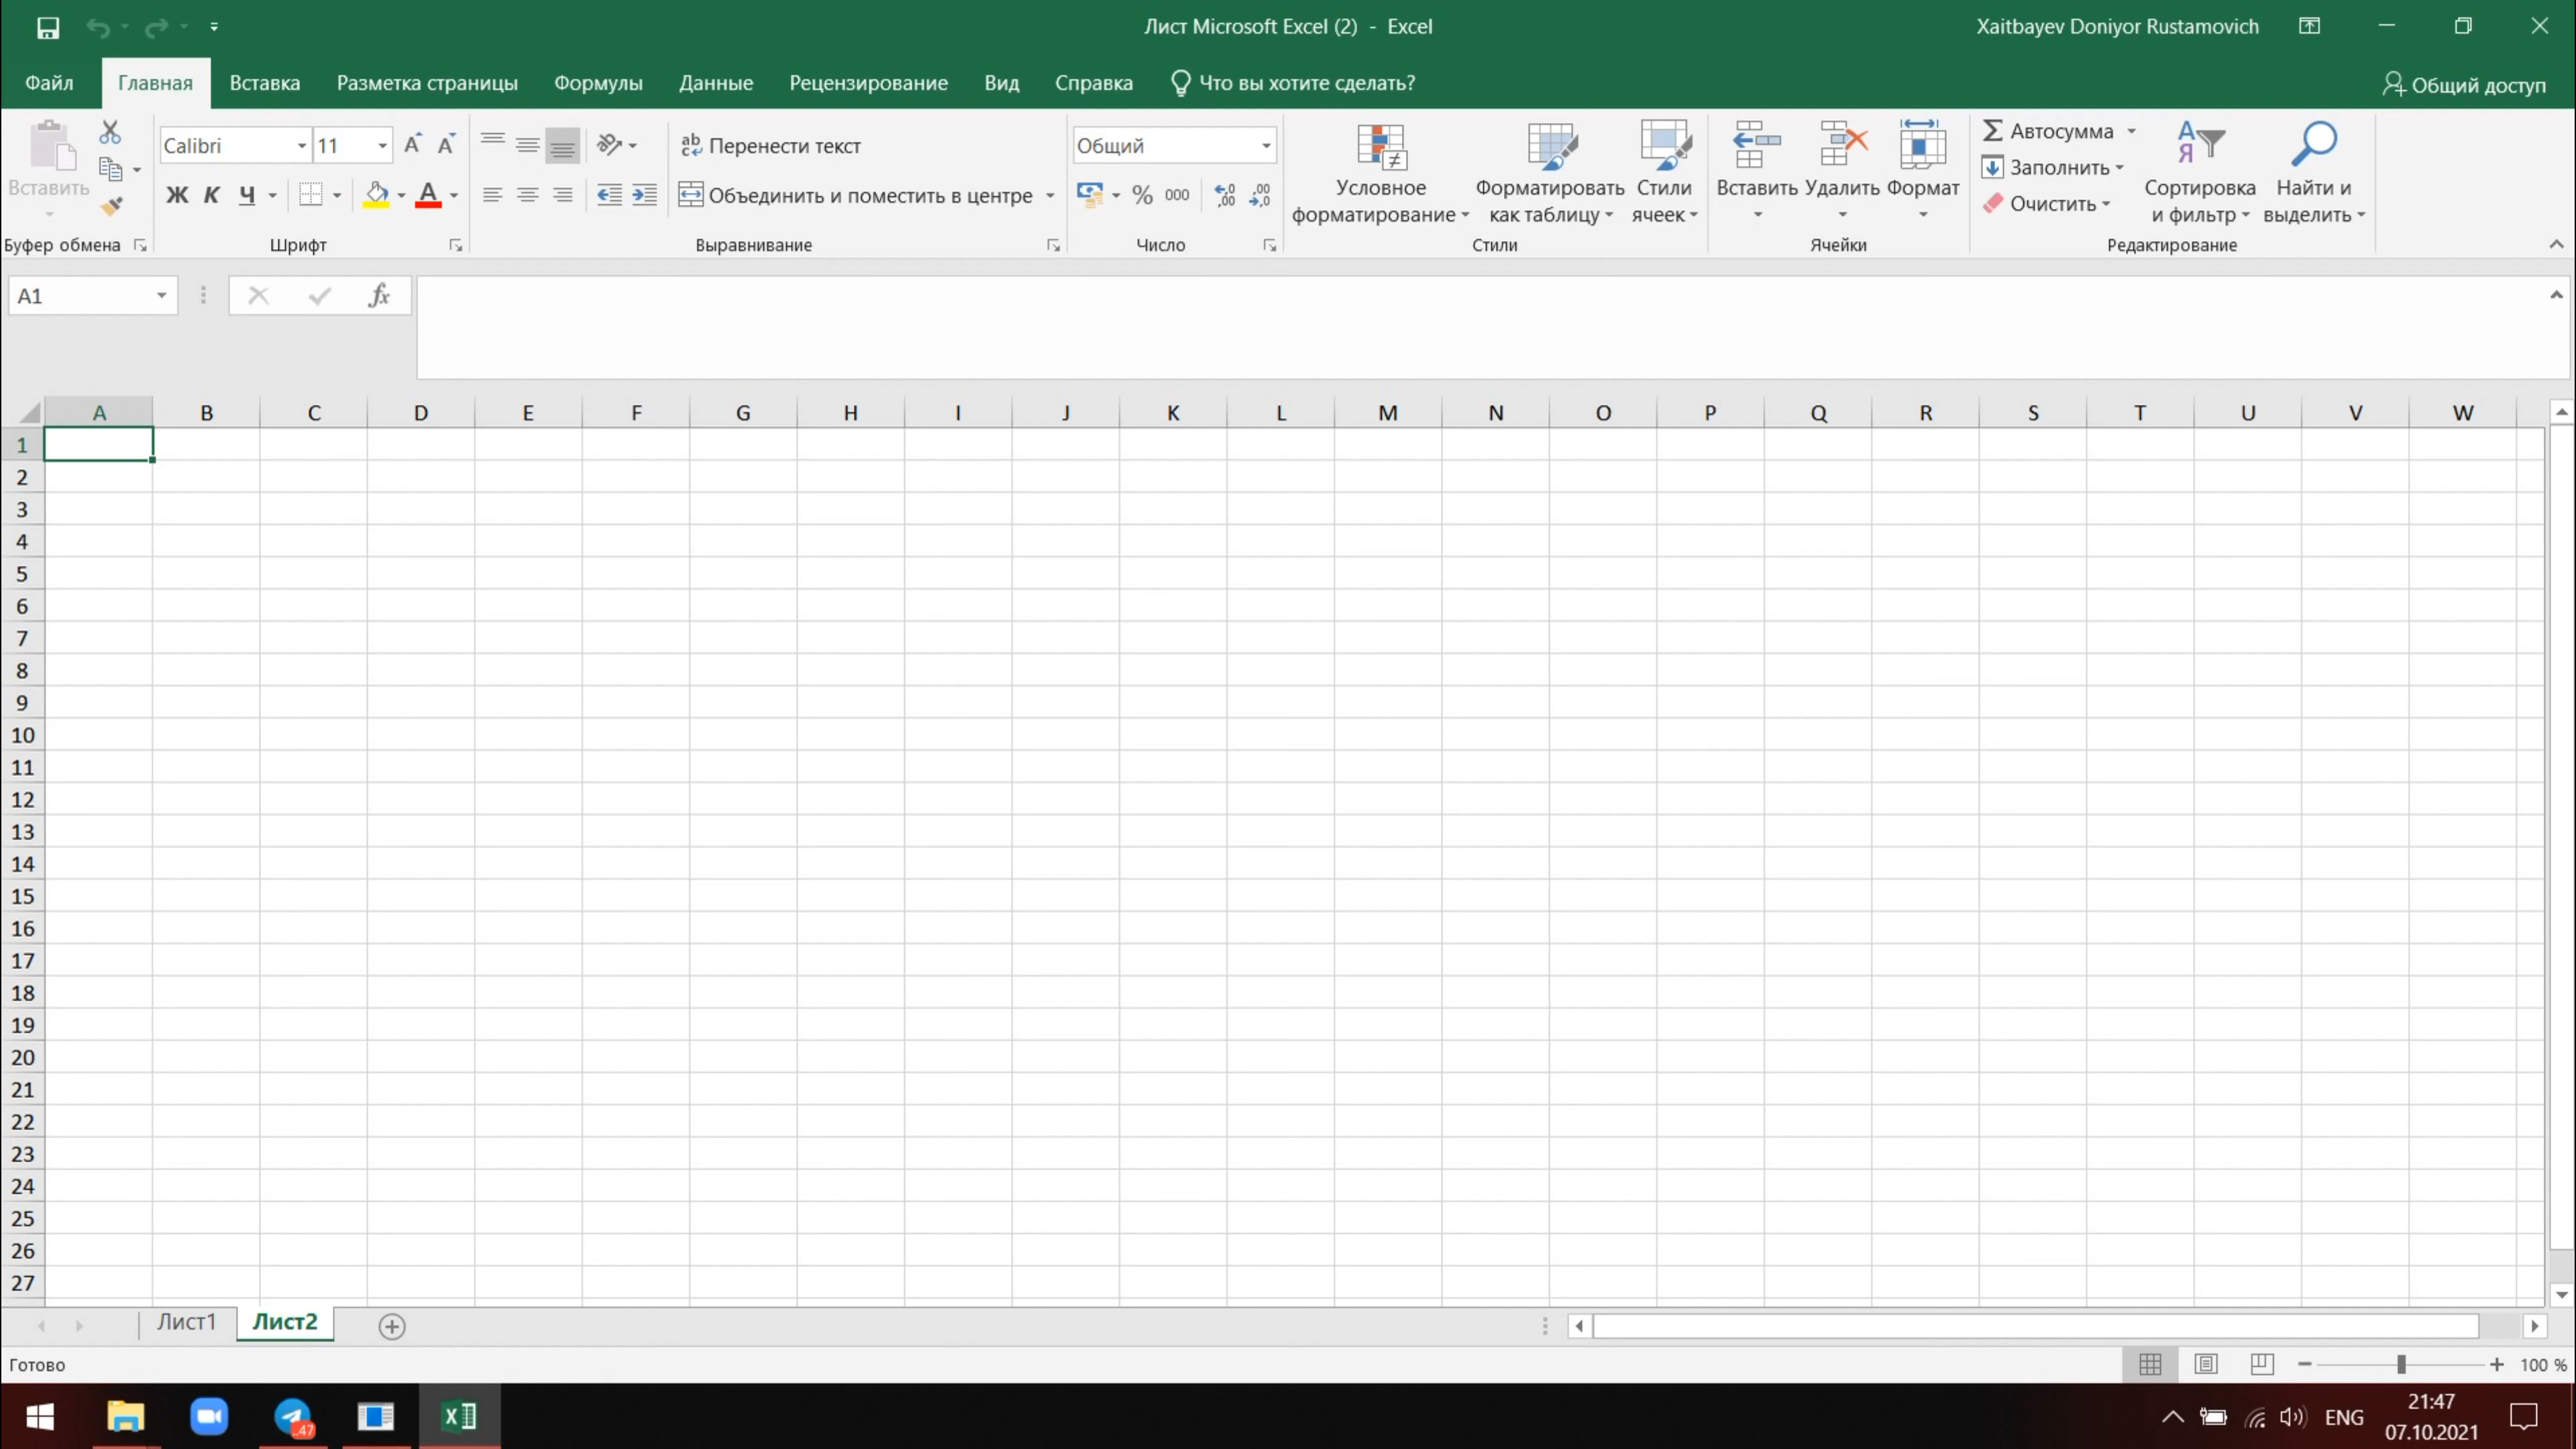 Лист Microsoft Excel (2) - Excel
Xaitbayev Doniyor Rustamovich
Файл Главная Вставка Разметка страницы Формулы Данные Рецензирование Вид Справка Что вы хотите сделать? Общий доступ
Вставить
Буфер обмена
Calibri 11
Ж К Ч А
Шрифт
Перенести текст
Объединить и поместить в центре
Выравнивание
Общий
% 000 ,00 ,00
Число
Условное форматирование
Форматировать как таблицу
Стили ячеек
Стили
Вставить Удалить Формат
Ячейки
Автосумма
Заполнить
Очистить
Сортировка и фильтр
Найти и выделить
Редактирование
A1 fx
A B C D E F G H I J K L M N O P Q R S T U V W
1
2
3
4
5
6
7
8
9
10
11
12
13
14
15
16
17
18
19
20
21
22
23
24
25
26
27
Лист1 Лист2
Готово
100 %
47
ENG
21:47
07.10.2021